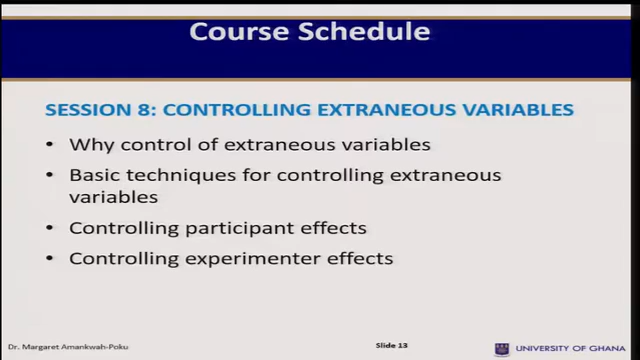 Course Schedule
SESSION 8: CONTROLLING EXTRANEOUS VARIABLES
• Why control of extraneous variables
• Basic techniques for controlling extraneous
variables
• Controlling participant effects
• Controlling experimenter effects
Dr. Margaret Amankwah-Poku
Slide 13
UNIVERSITY OF GHANA